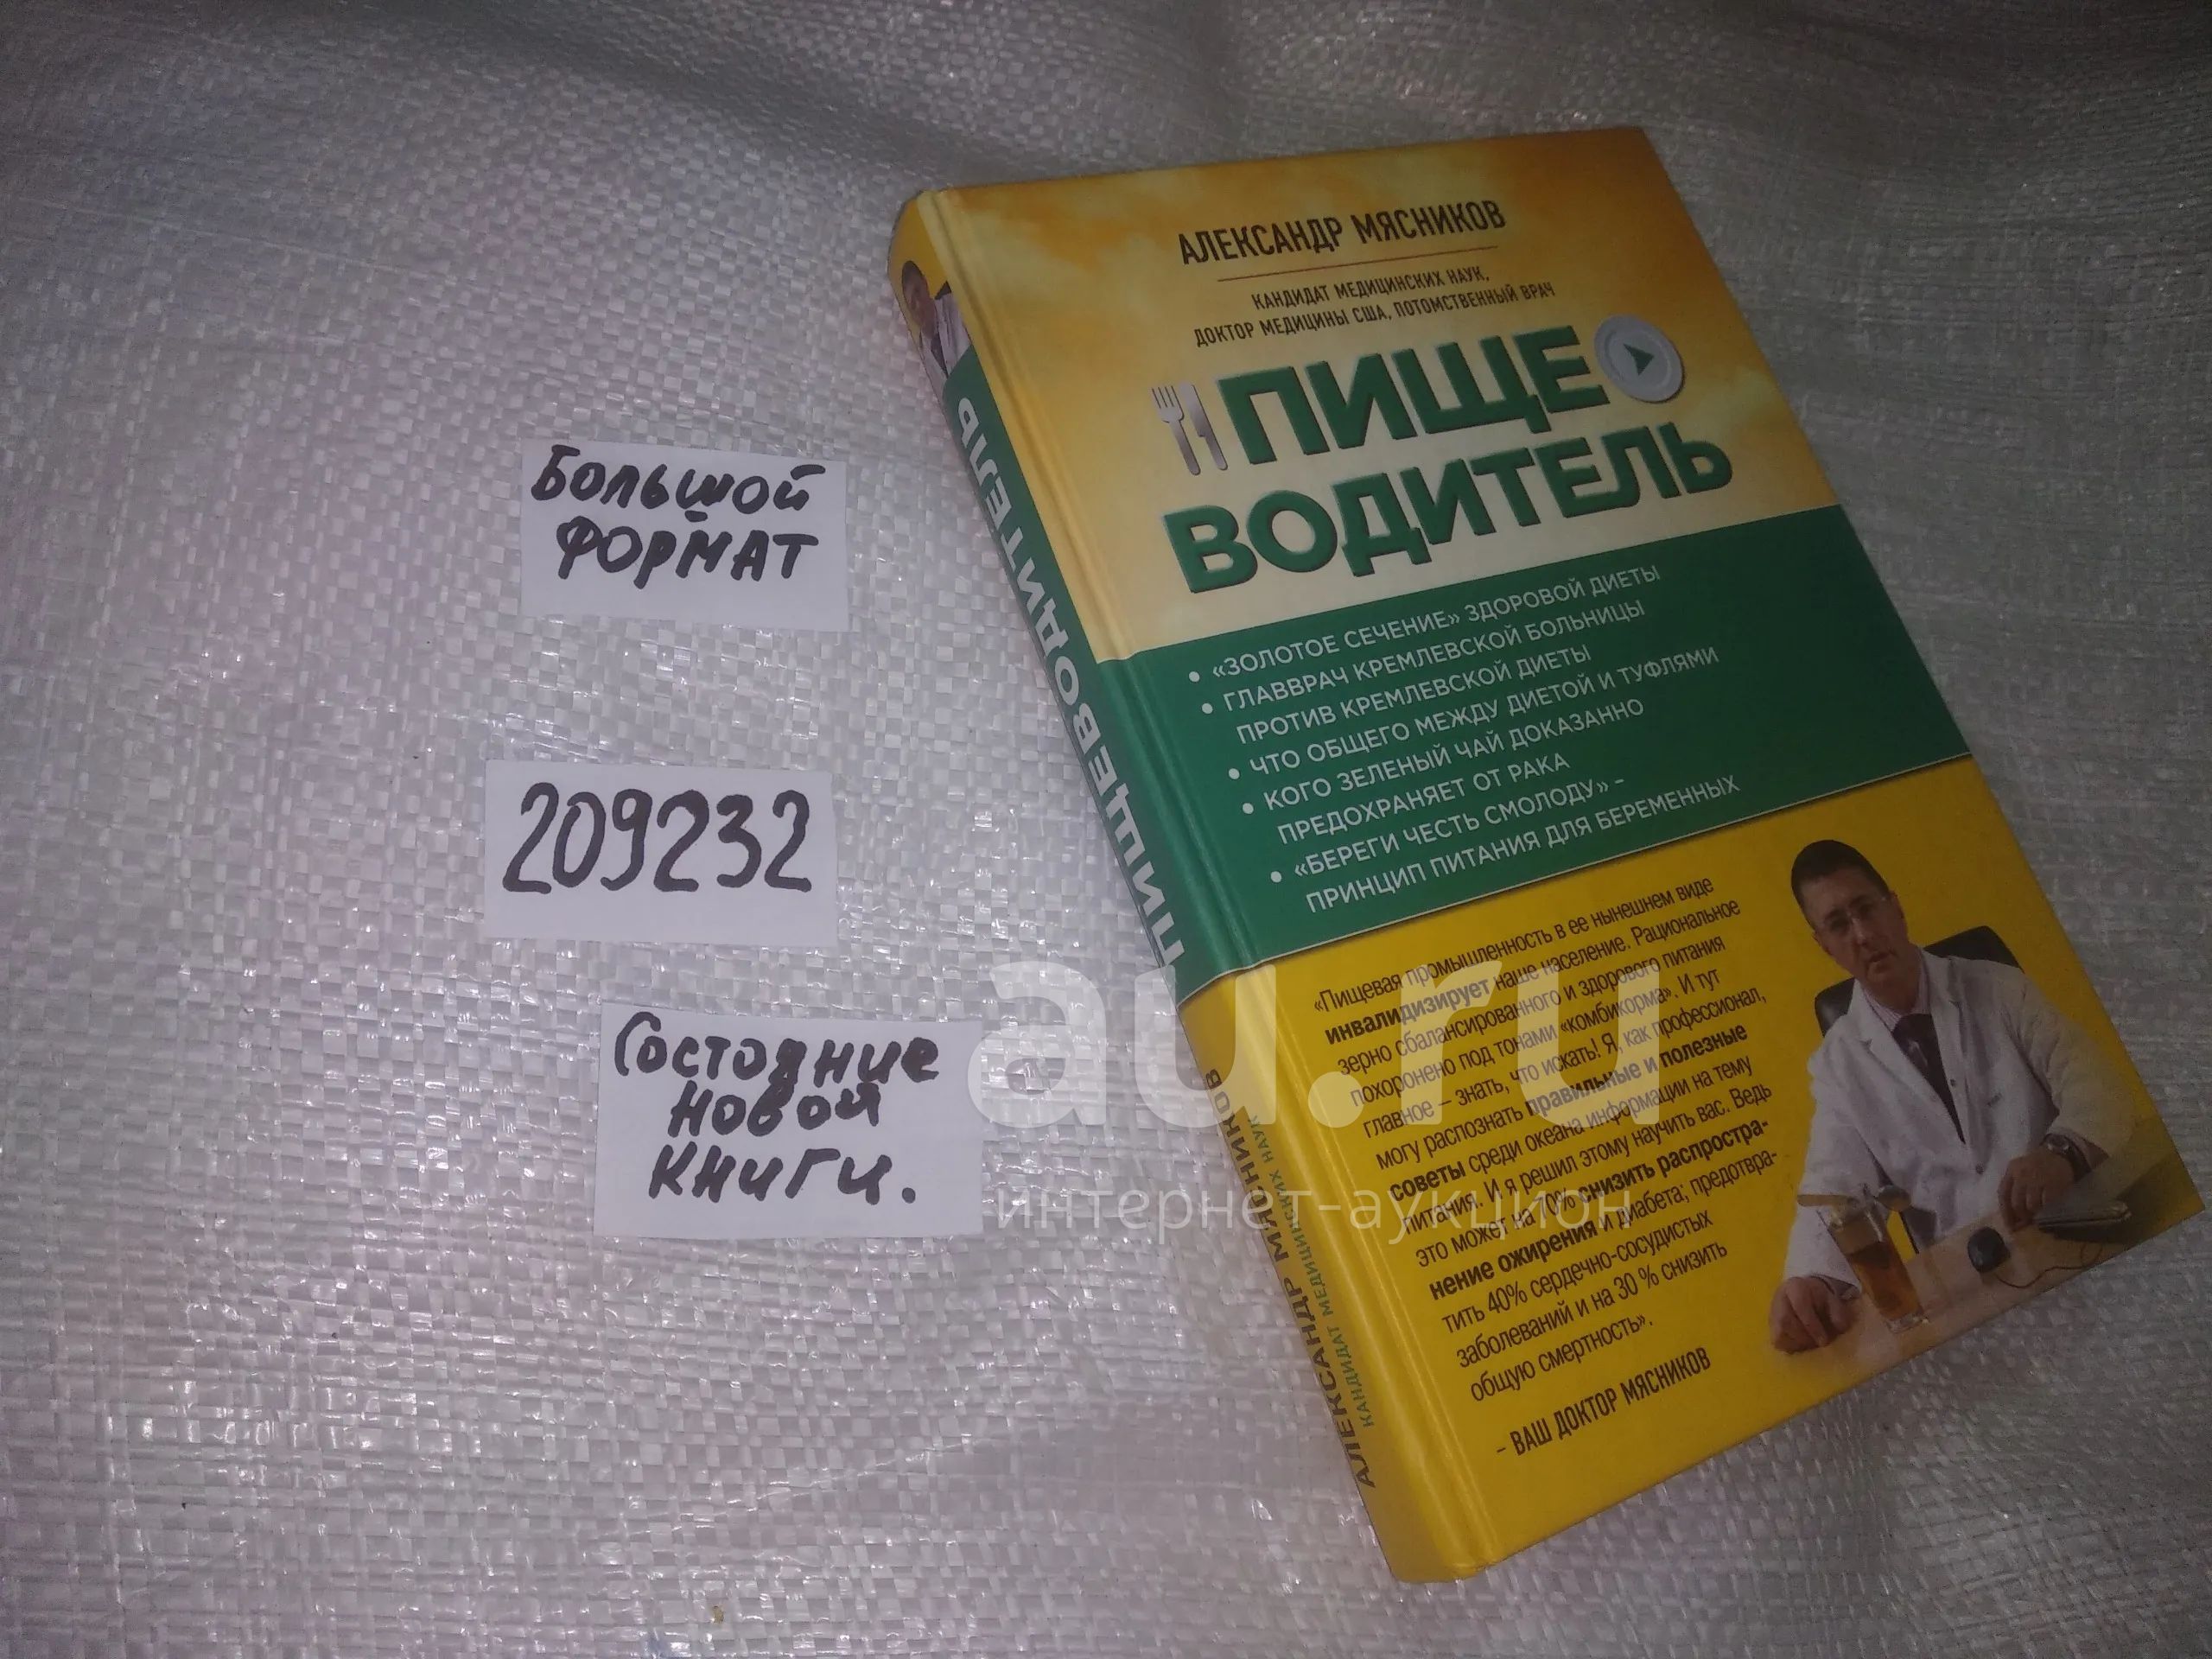 Большой
формат
209232
Состояние
новой
книги.
АЛЕКСАНДР МЯСНИКОВ
КАНДИДАТ МЕДИЦИНСКИХ НАУК,
ДОКТОР МЕДИЦИНЫ США, ПОТОМСТВЕННЫЙ ВРАЧ
ПИЩЕ
ВОДИТЕЛЬ
• «ЗОЛОТОЕ СЕЧЕНИЕ» ЗДОРОВОЙ ДИЕТЫ
• ГЛАВВРАЧ КРЕМЛЕВСКОЙ БОЛЬНИЦЫ
ПРОТИВ КРЕМЛЕВСКОЙ ДИЕТЫ
• ЧТО ОБЩЕГО МЕЖДУ ДИЕТОЙ И ТУФЛЯМИ
• КОГО ЗЕЛЕНЫЙ ЧАЙ ДОКАЗАННО
ПРЕДОХРАНЯЕТ ОТ РАКА
• «БЕРЕГИ ЧЕСТЬ СМОЛОДУ» –
ПРИНЦИП ПИТАНИЯ ДЛЯ БЕРЕМЕННЫХ
«Пищевая промышленность в ее нынешнем виде
инвалидизирует наше население. Рациональное
зерно сбалансированного и здорового питания
похоронено под тонами «комбикорма». И тут
главное – знать, что искать! Я, как профессионал,
могу распознать правильные и полезные
советы среди океана информации на тему
питания. И я решил этому научить вас. Ведь
это может на 70% снизить распростра-
нение ожирения и диабета; предотвра-
тить 40% сердечно-сосудистых
заболеваний и на 30 % снизить
общую смертность».
– ВАШ ДОКТОР МЯСНИКОВ
ПИЩЕВОДИТЕЛЬ
АЛЕКСАНДР МЯСНИКОВ
КАНДИДАТ МЕДИЦИНСКИХ НАУК
au.ru
интернет-аукцион